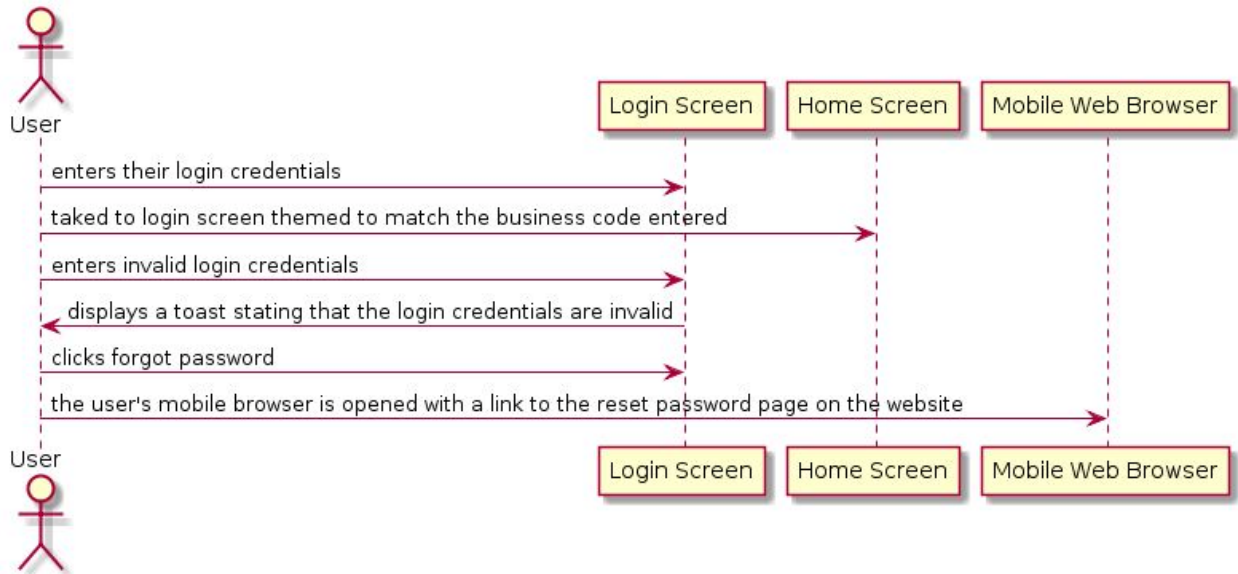 User
Login Screen
Home Screen
Mobile Web Browser
enters their login credentials
taked to login screen themed to match the business code entered
enters invalid login credentials
displays a toast stating that the login credentials are invalid
clicks forgot password
the user's mobile browser is opened with a link to the reset password page on the website
User
Login Screen
Home Screen
Mobile Web Browser